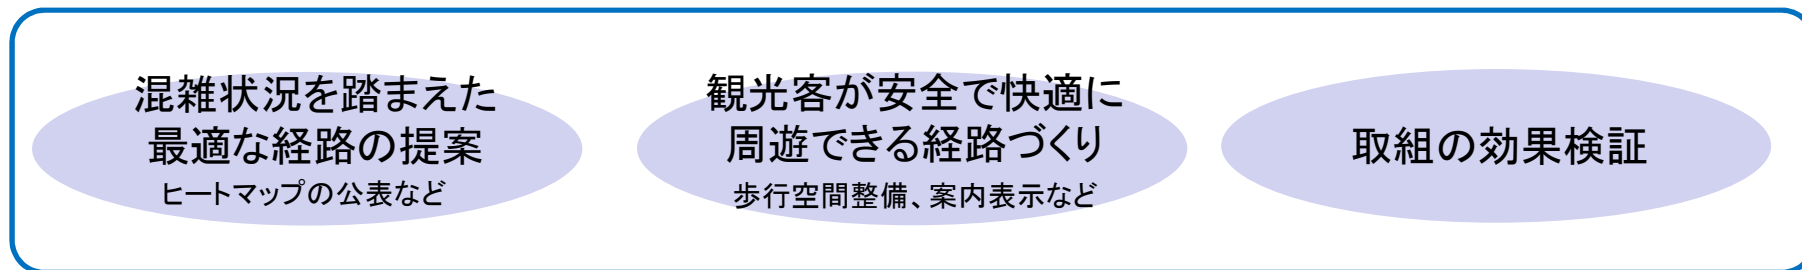 混雑状況を踏まえた
最適な経路の提案
ヒートマップの公表など
観光客が安全で快適に
周遊できる経路づくり
歩行空間整備、案内表示など
取組の効果検証